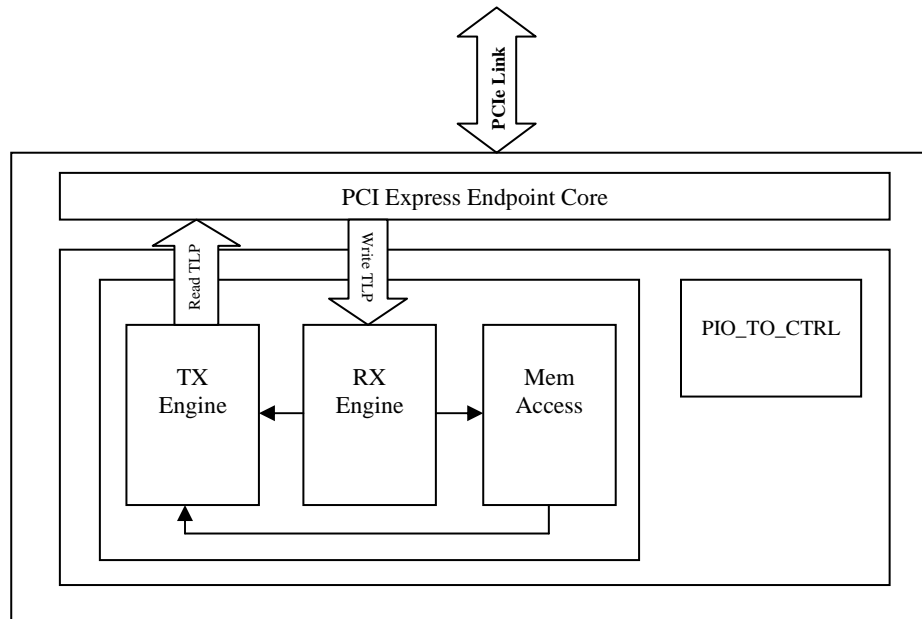 PCIe Link
PCI Express Endpoint Core
Read TLP
Write TLP
PIO_TO_CTRL
TX
Engine
RX
Engine
Mem
Access